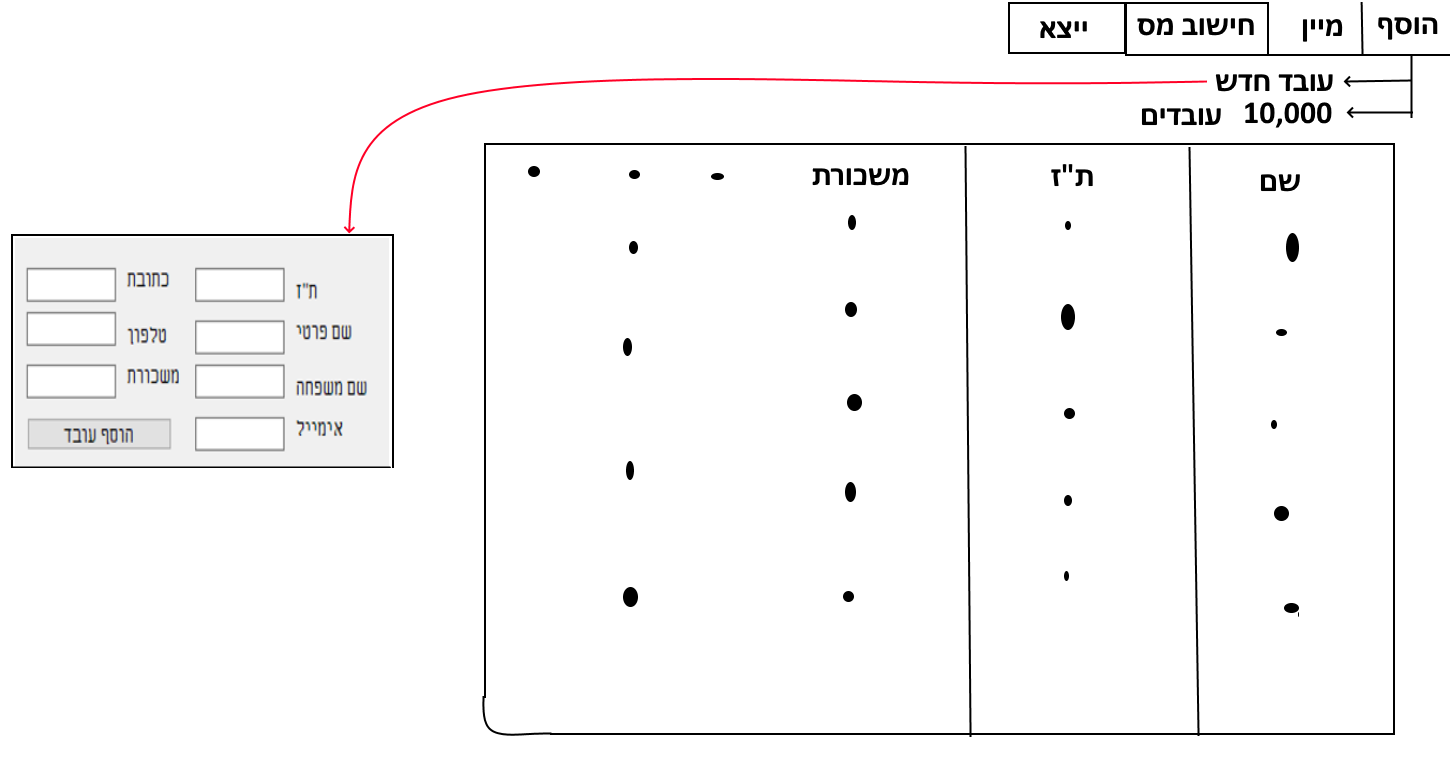 הוסף מיין חישוב מס ייצא
עובד חדש
10,000 עובדים
שם ת"ז משכורת
ת"ז כתובת
שם פרטי טלפון
שם משפחה משכורת
אימייל הוסף עובד